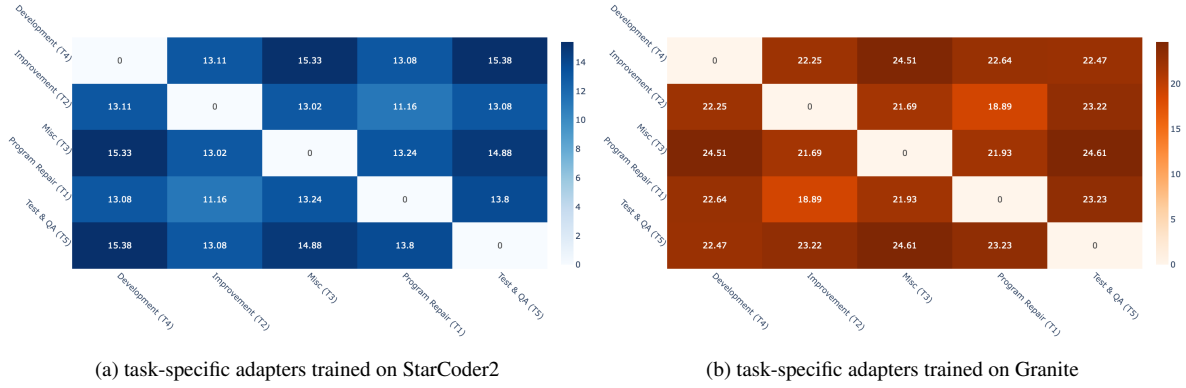 Development (T4)
0
13.11
15.33
13.08
15.38
Improvement (T2)
13.11
0
13.02
11.16
13.08
Misc (T3)
15.33
13.02
0
13.24
14.88
Program Repair (T1)
13.08
11.16
13.24
0
13.8
Test & QA (T5)
15.38
13.08
14.88
13.8
0
Development (T4)
Improvement (T2)
Misc (T3)
Program Repair (T1)
Test & QA (T5)
14
12
10
8
6
4
2
0
(a) task-specific adapters trained on StarCoder2
Development (T4)
0
22.25
24.51
22.64
22.47
Improvement (T2)
22.25
0
21.69
18.89
23.22
Misc (T3)
24.51
21.69
0
21.93
24.61
Program Repair (T1)
22.64
18.89
21.93
0
23.23
Test & QA (T5)
22.47
23.22
24.61
23.23
0
Development (T4)
Improvement (T2)
Misc (T3)
Program Repair (T1)
Test & QA (T5)
20
15
10
5
0
(b) task-specific adapters trained on Granite